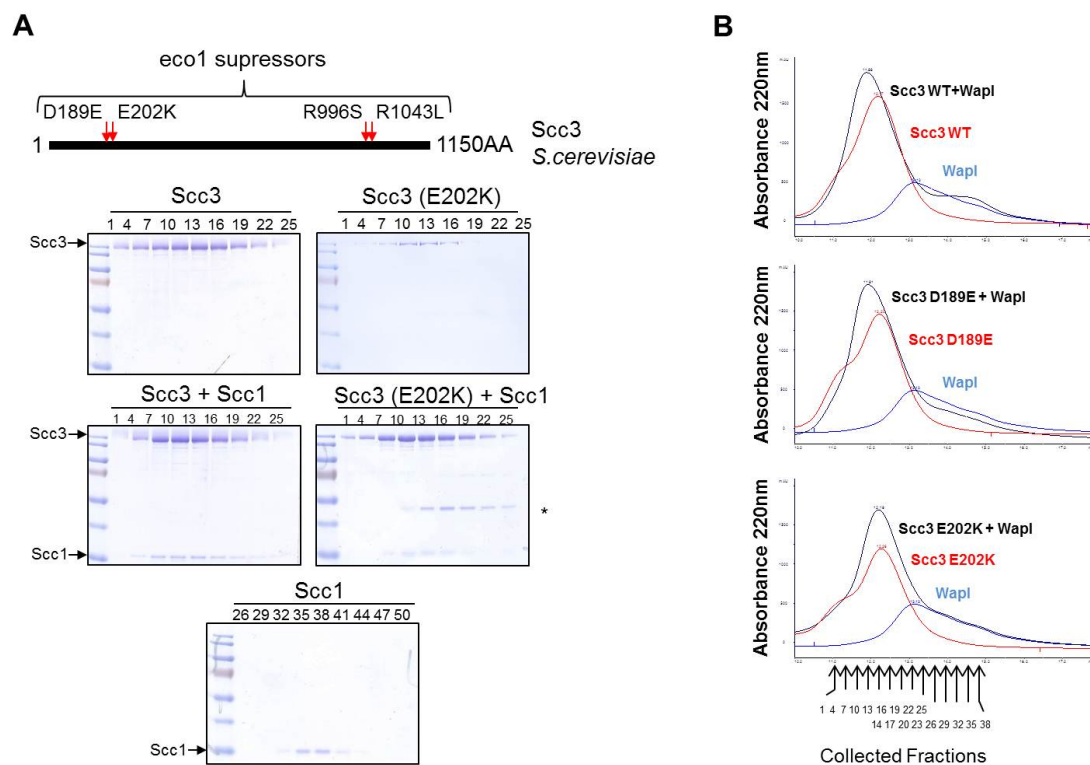 A
eco1 supressors
D189E E202K R996S R1043L
1 1150AA
Scc3
S.cerevisiae
Scc3
1 4 7 10 13 16 19 22 25
Scc3
Scc3 (E202K)
1 4 7 10 13 16 19 22 25
Scc3 + Scc1
1 4 7 10 13 16 19 22 25
Scc3
Scc1
Scc3 (E202K) + Scc1
1 4 7 10 13 16 19 22 25
*
Scc1
26 29 32 35 38 41 44 47 50
Scc1
B
Absorbance 220nm
Scc3 WT+Wapl
Scc3 WT
Wapl
Absorbance 220nm
Scc3 D189E + Wapl
Scc3 D189E
Wapl
Absorbance 220nm
Scc3 E202K + Wapl
Scc3 E202K
Wapl
1 4 7 10 13 16 19 22 25
14 17 20 23 26 29 32 35 38
Collected Fractions